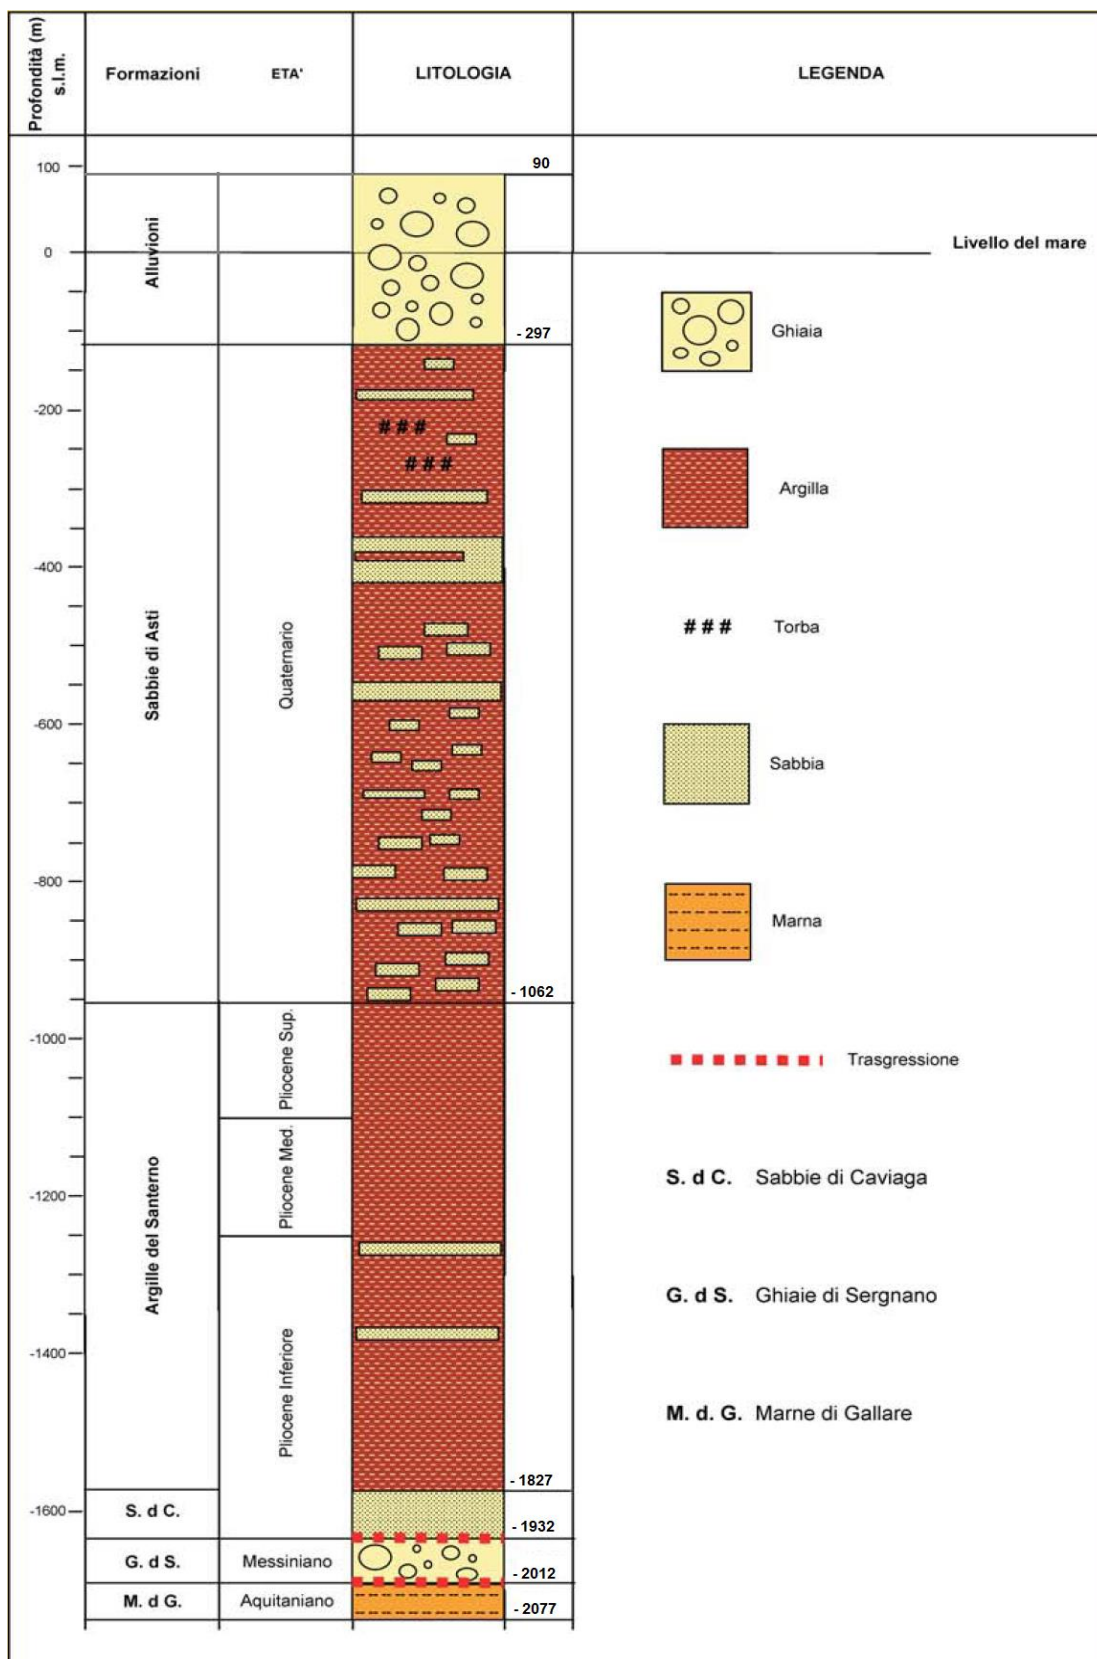 Profondità (m)
s.l.m.
Formazioni
ETA'
LITOLOGIA
LEGENDA
100
0
-200
-400
-600
-800
-1000
-1200
-1400
-1600
Alluvioni
Sabbie di Asti
Argille del Santerno
S. d C.
G. d S.
M. d G.
Quaternario
Pliocene Sup.
Pliocene Med.
Pliocene Inferiore
Messiniano
Aquitaniano
90
- 297
# # #
# # #
- 1062
- 1827
- 1932
- 2012
- 2077
Livello del mare
Ghiaia
Argilla
# # # Torba
Sabbia
Marna
Trasgressione
S. d C. Sabbie di Caviaga
G. d S. Ghiaie di Sergnano
M. d. G. Marne di Gallare